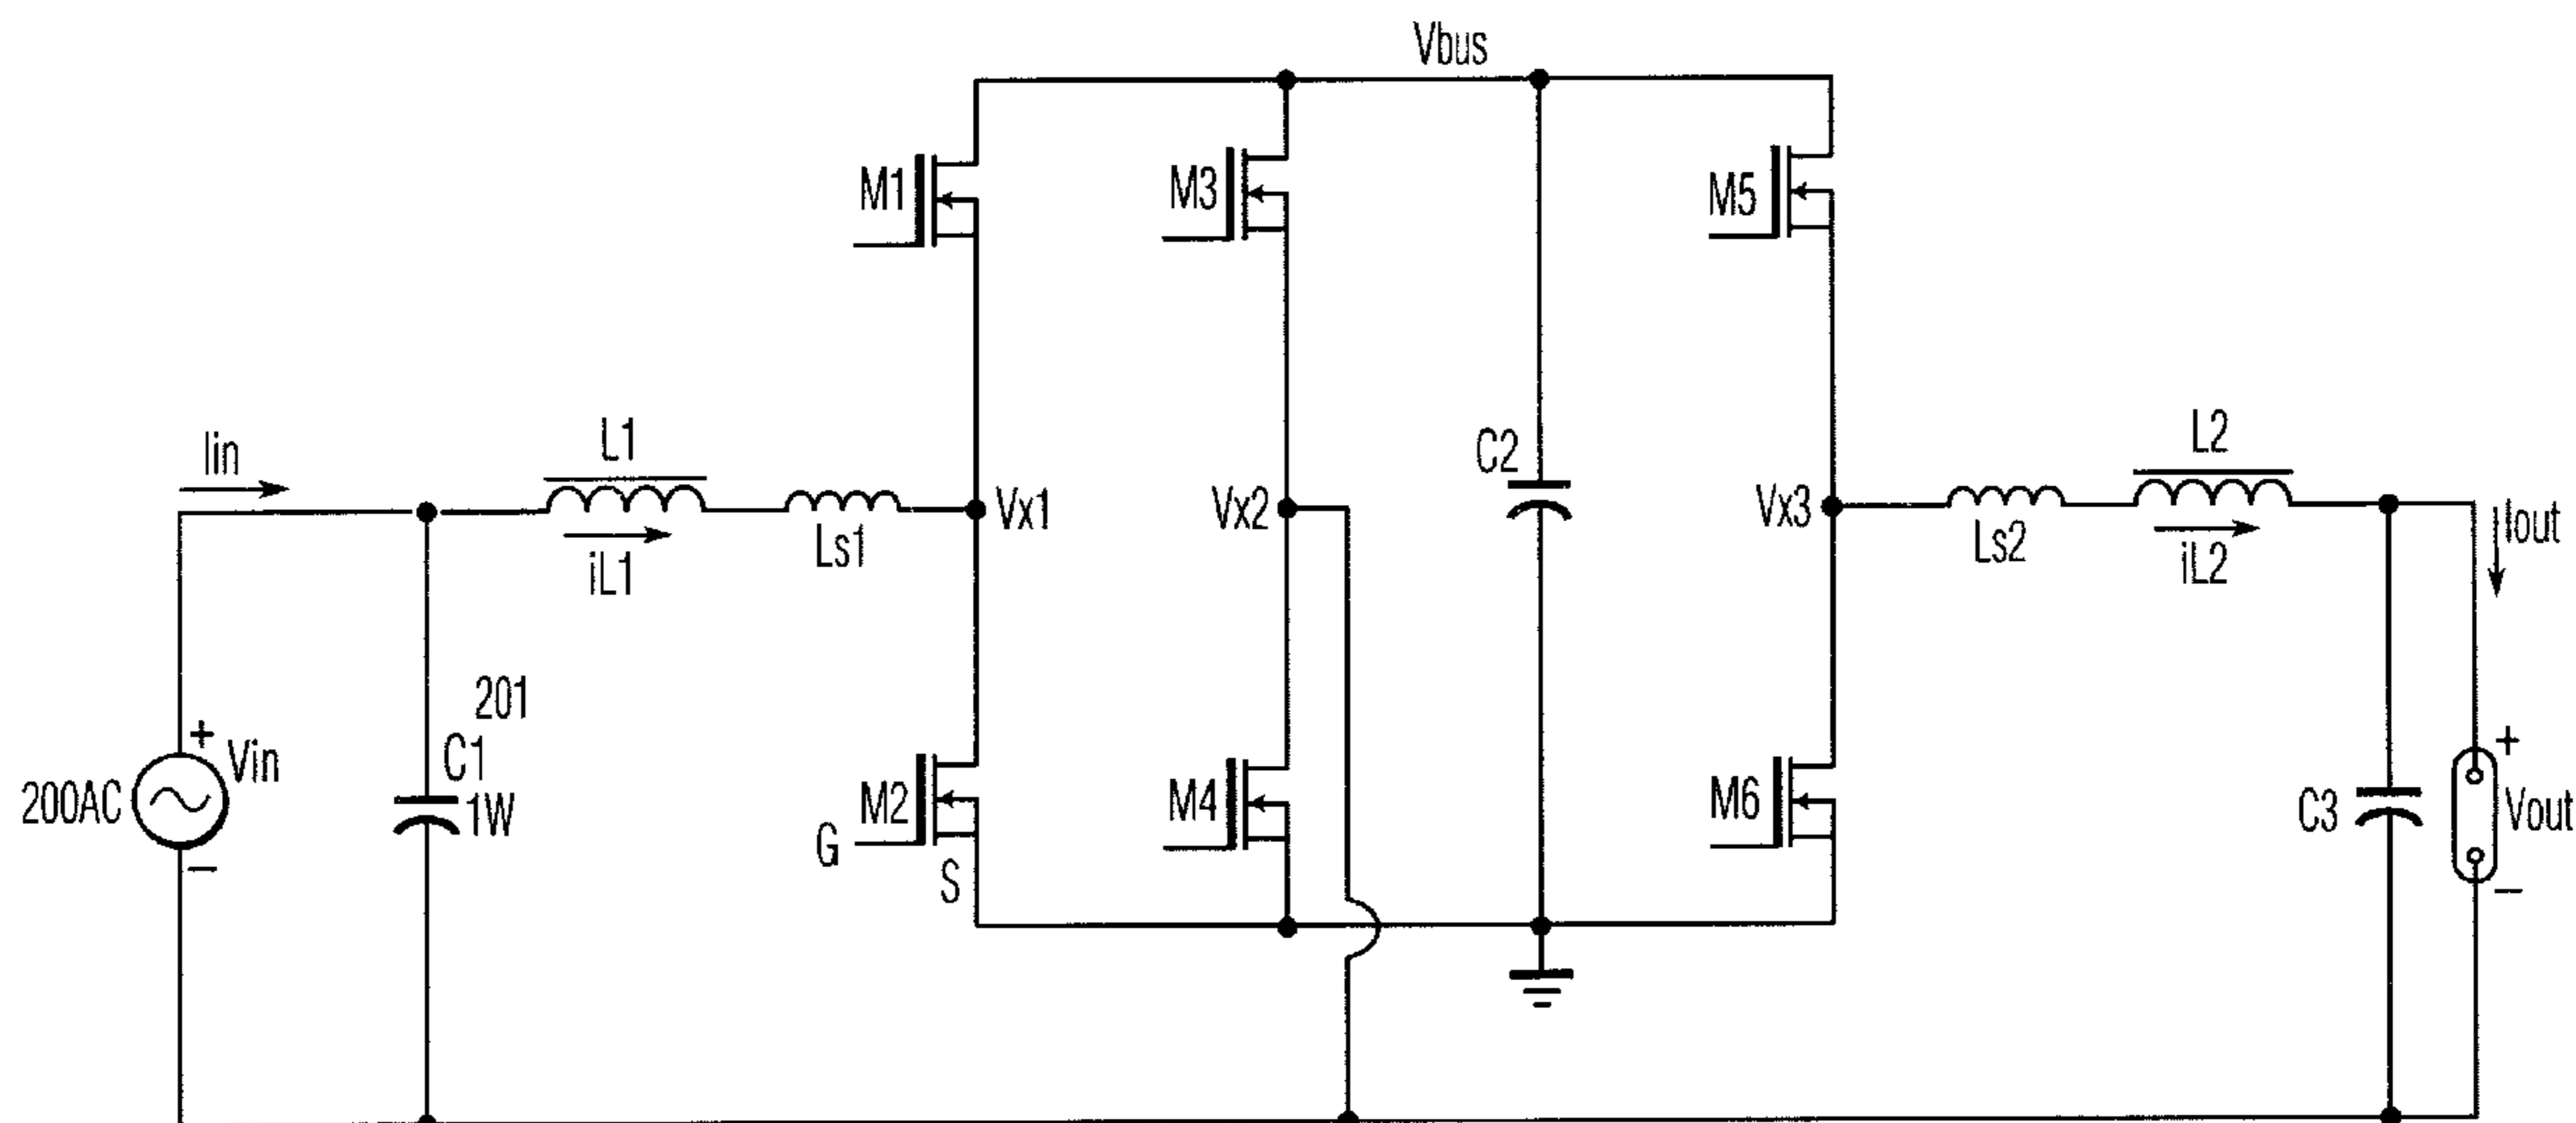 Vbus
M1
M3
M5
Iin
L1
iL1
Ls1
Vx1
Vx2
C2
Vx3
Ls2
L2
iL2
Iout
200AC
+
Vin
−
201
C1
1W
M2
G
S
M4
M6
C3
+
Vout
−